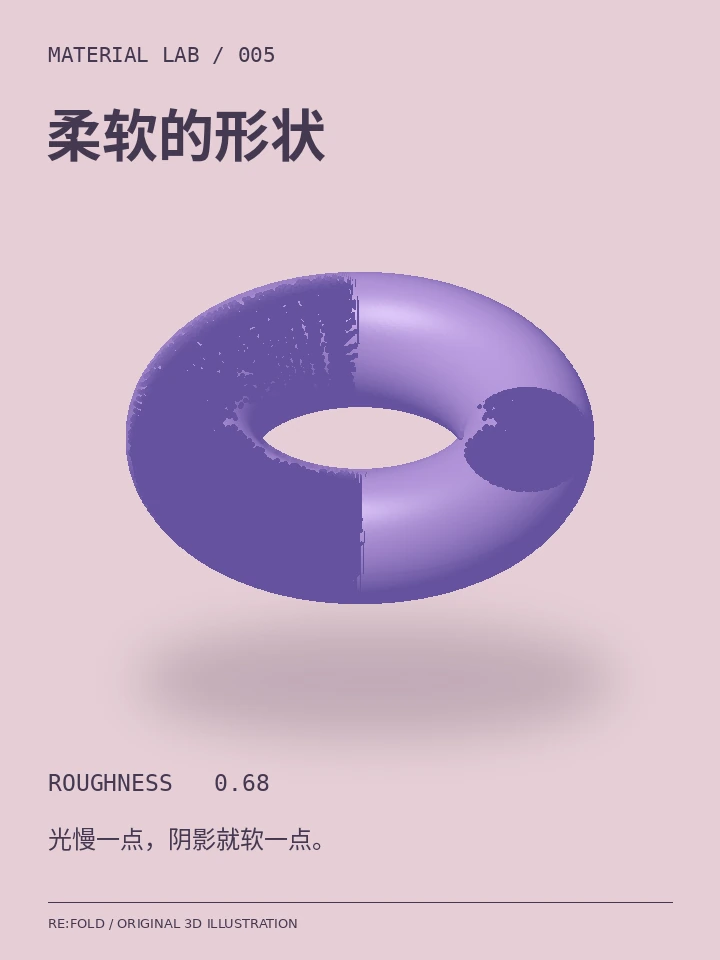 MATERIAL LAB / 005
柔软的形状
ROUGHNESS   0.68
光慢一点，阴影就软一点。
RE:FOLD / ORIGINAL 3D ILLUSTRATION